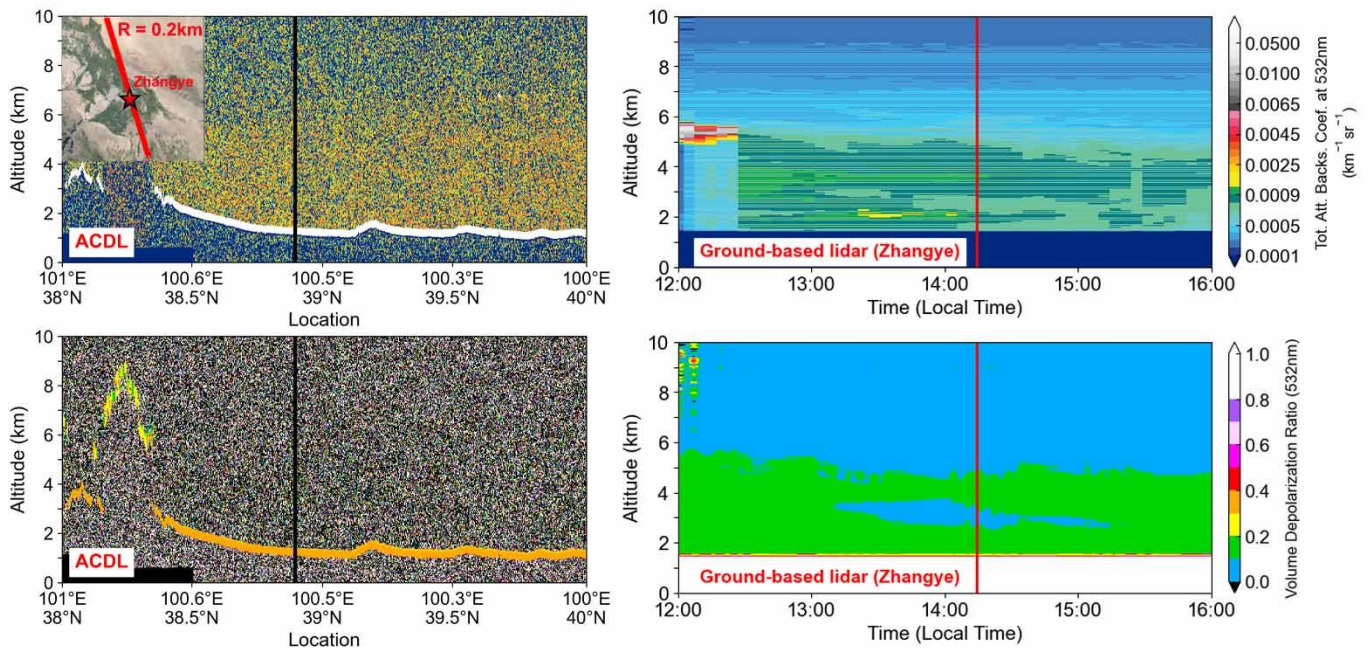 10
8
6
4
2
0
Altitude (km)
R = 0.2km
Zhangye
ACDL
101°E 100.6°E 100.5°E 100.3°E 100°E
38°N 38.5°N 39°N 39.5°N 40°N
Location
10
8
6
4
2
0
Altitude (km)
Ground-based lidar (Zhangye)
12:00 13:00 14:00 15:00 16:00
Time (Local Time)
0.0500
0.0100
0.0065
0.0045
0.0025
0.0009
0.0005
0.0001
Tot. Att. Backs. Coef. at 532nm
(km⁻¹ sr⁻¹)
10
8
6
4
2
0
Altitude (km)
ACDL
101°E 100.6°E 100.5°E 100.3°E 100°E
38°N 38.5°N 39°N 39.5°N 40°N
Location
10
8
6
4
2
0
Altitude (km)
Ground-based lidar (Zhangye)
12:00 13:00 14:00 15:00 16:00
Time (Local Time)
1.0
0.8
0.6
0.4
0.2
0.0
Volume Depolarization Ratio (532nm)